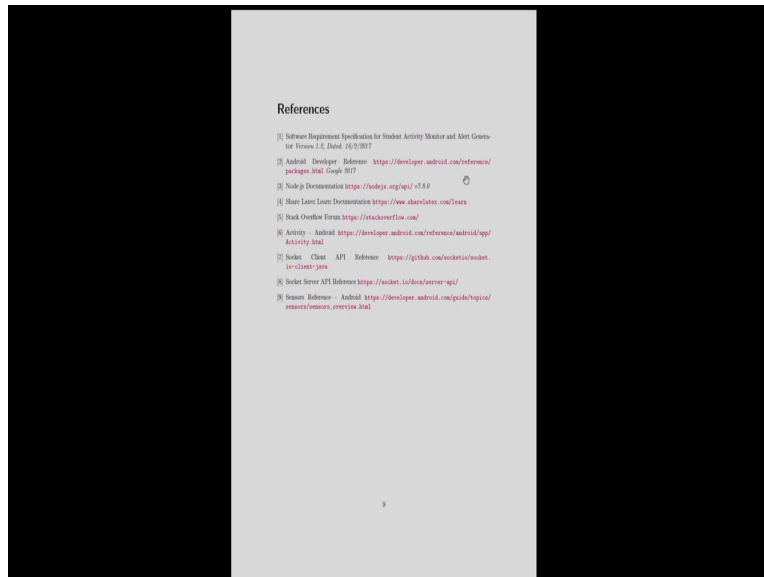 References
[1] Software Requirement Specification for Student Activity Monitor and Alert Genera-
tor Version 1.2, Dated: 16/2/2017
[2] Android Developer Reference https://developer.android.com/reference/
packages.html Google 2017
[3] Node.js Documentation https://nodejs.org/api/ v7.8.0
[4] Share Latex Learn Documentation https://www.sharelatex.com/learn
[5] Stack Overflow Forum https://stackoverflow.com/
[6] Activity - Android https://developer.android.com/reference/android/app/
Activity.html
[7] Socket Client API Reference https://github.com/socketio/socket.
io-client-java
[8] Socket Server API Reference https://socket.io/docs/server-api/
[9] Sensors Reference - Android https://developer.android.com/guide/topics/
sensors/sensors_overview.html
9